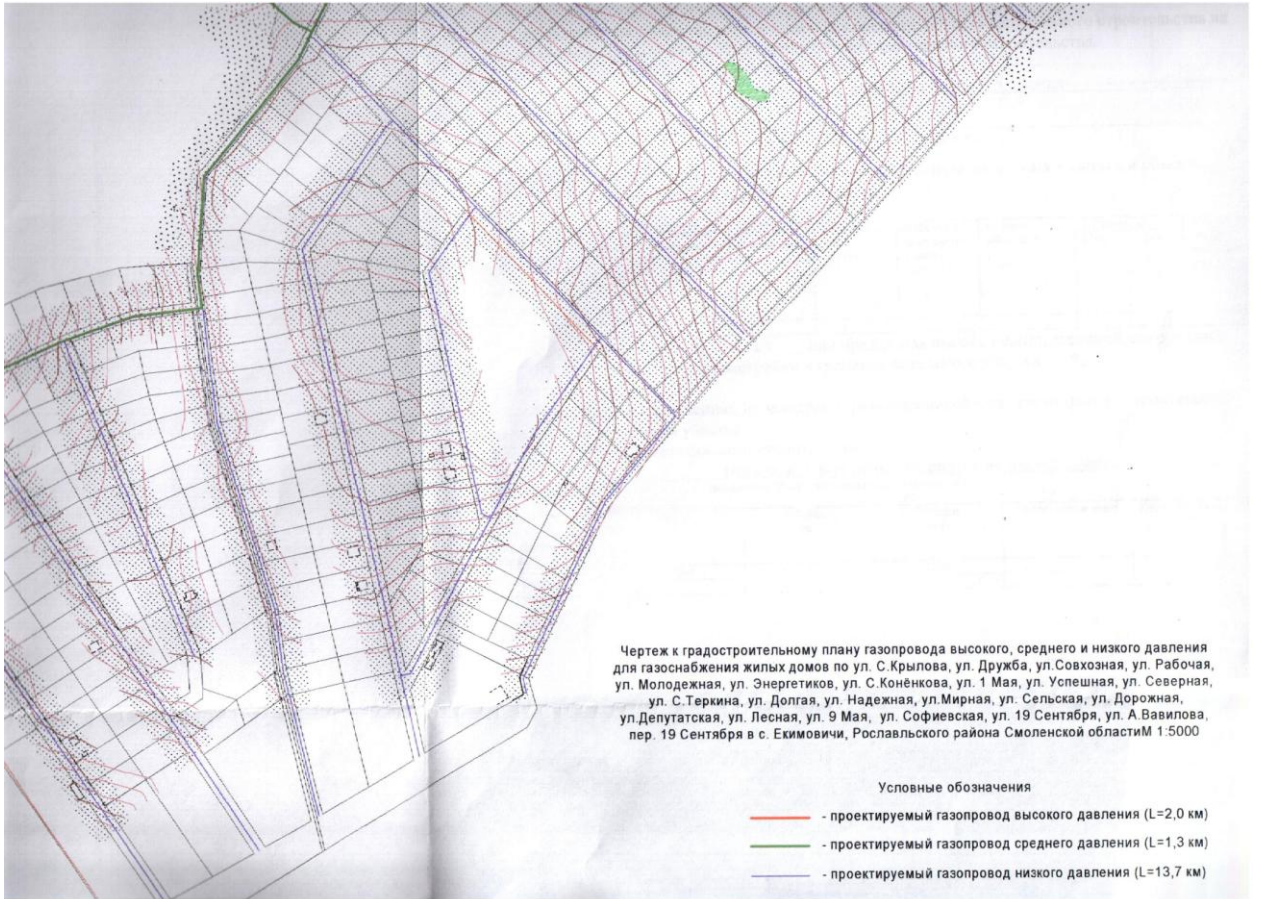 Чертеж к градостроительному плану газопровода высокого, среднего и низкого давления
для газоснабжения жилых домов по ул. С.Крылова, ул. Дружба, ул.Совхозная, ул. Рабочая,
ул. Молодежная, ул. Энергетиков, ул. С.Конёнкова, ул. 1 Мая, ул. Успешная, ул. Северная,
ул. С.Теркина, ул. Долгая, ул. Надежная, ул.Мирная, ул. Сельская, ул. Дорожная,
ул.Депутатская, ул. Лесная, ул. 9 Мая, ул. Софиевская, ул. 19 Сентября, ул. А.Вавилова,
пер. 19 Сентября в с. Екимовичи, Рославльского района Смоленской областиМ 1:5000
Условные обозначения
- проектируемый газопровод высокого давления (L=2,0 км)
- проектируемый газопровод среднего давления (L=1,3 км)
- проектируемый газопровод низкого давления (L=13,7 км)